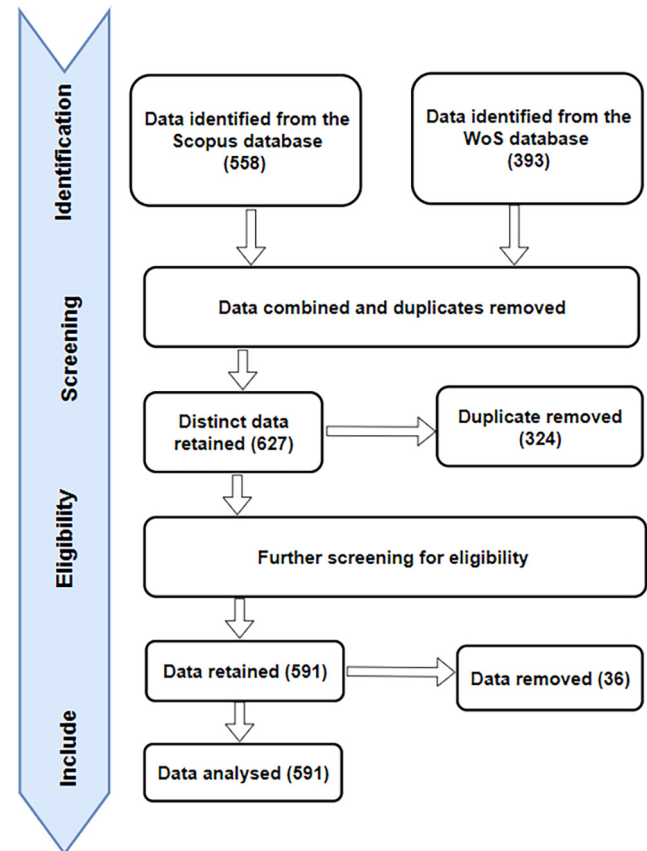 Identification
Data identified from the
Scopus database
(558)
Data identified from the
WoS database
(393)
Screening
Data combined and duplicates removed
Distinct data
retained (627)
Duplicate removed
(324)
Eligibility
Further screening for eligibility
Data retained (591)
Data removed (36)
Include
Data analysed (591)